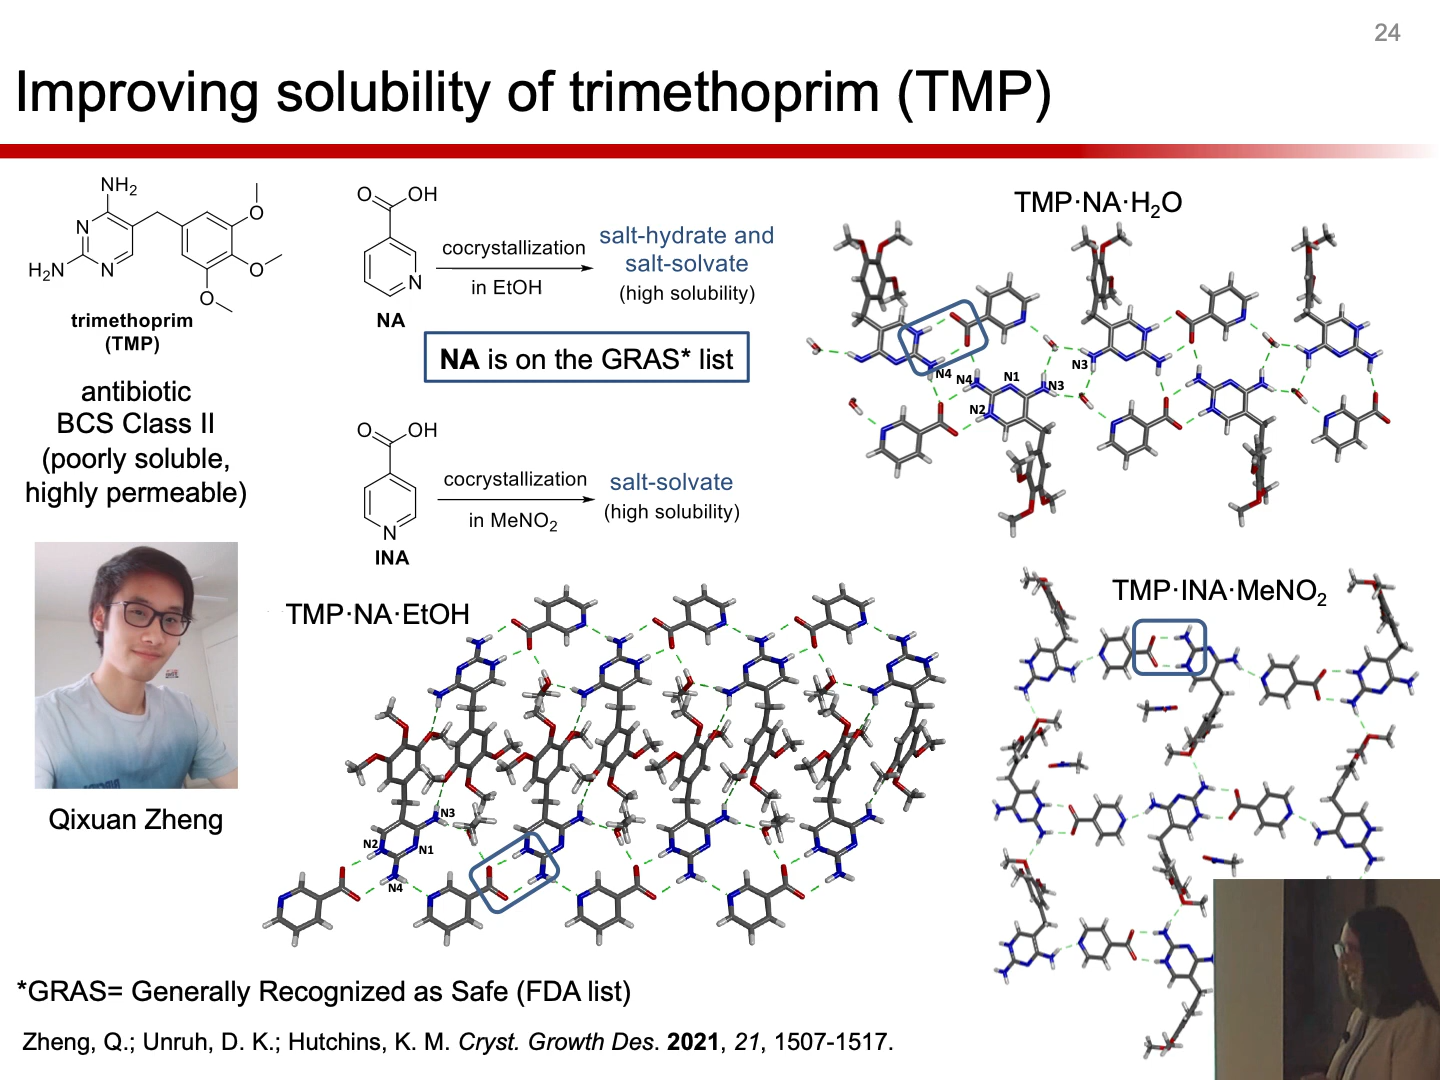 24
Improving solubility of trimethoprim (TMP)
NH₂
N
H₂N
N
O
O
O
trimethoprim
(TMP)
antibiotic
BCS Class II
(poorly soluble,
highly permeable)
Qixuan Zheng
O
OH
N
NA
cocrystallization
in EtOH
salt-hydrate and
salt-solvate
(high solubility)
NA is on the GRAS* list
O
OH
N
INA
cocrystallization
in MeNO₂
salt-solvate
(high solubility)
TMP·NA·H₂O
N4
N4
N1
N3
N3
N2
TMP·NA·EtOH
N3
N2
N1
N4
TMP·INA·MeNO₂
*GRAS= Generally Recognized as Safe (FDA list)
Zheng, Q.; Unruh, D. K.; Hutchins, K. M. Cryst. Growth Des. 2021, 21, 1507-1517.